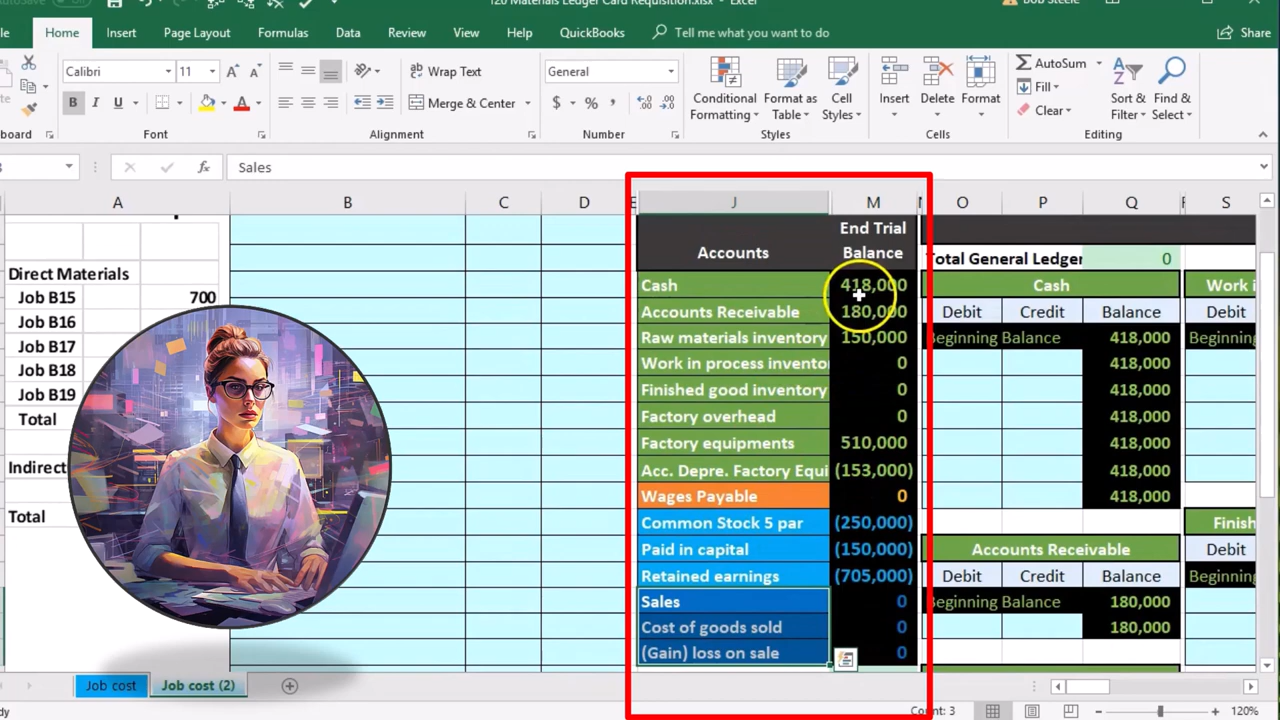 120 Materials Ledger Card Requisition.xlsx - Excel
Bob Steele
Home Insert Page Layout Formulas Data Review View Help QuickBooks Tell me what you want to do Share
Calibri 11 Wrap Text General AutoSum
Fill
B I U Merge & Center $ % , Conditional Formatting Format as Table Cell Styles Insert Delete Format Clear Sort & Filter Find & Select
Font Alignment Number Styles Cells Editing
Sales
A B C D J M O P Q S
Accounts End Trial Balance
Total General Ledger 0
Direct Materials Cash 418,000 Cash
Job B15 700 Accounts Receivable 180,000 Debit Credit Balance Debit
Job B16 Raw materials inventory 150,000 Beginning Balance 418,000 Beginning
Job B17 Work in process 0 418,000
Job B18 Finished good inventory 0 418,000
Job B19 Factory overhead 0 418,000
Total Factory equipments 510,000 418,000
Indirect Acc. Depre. Factory (153,000) 418,000
Wages Payable 0 418,000
Total Common Stock 5 par (250,000)
Paid in capital (150,000) Accounts Receivable Debit
Retained earnings (705,000) Debit Credit Balance Beginning
Sales 0 Beginning Balance 180,000
Cost of goods sold 0 180,000
(Gain) loss on sale 0
Job cost Job cost (2)
Count: 3 120%